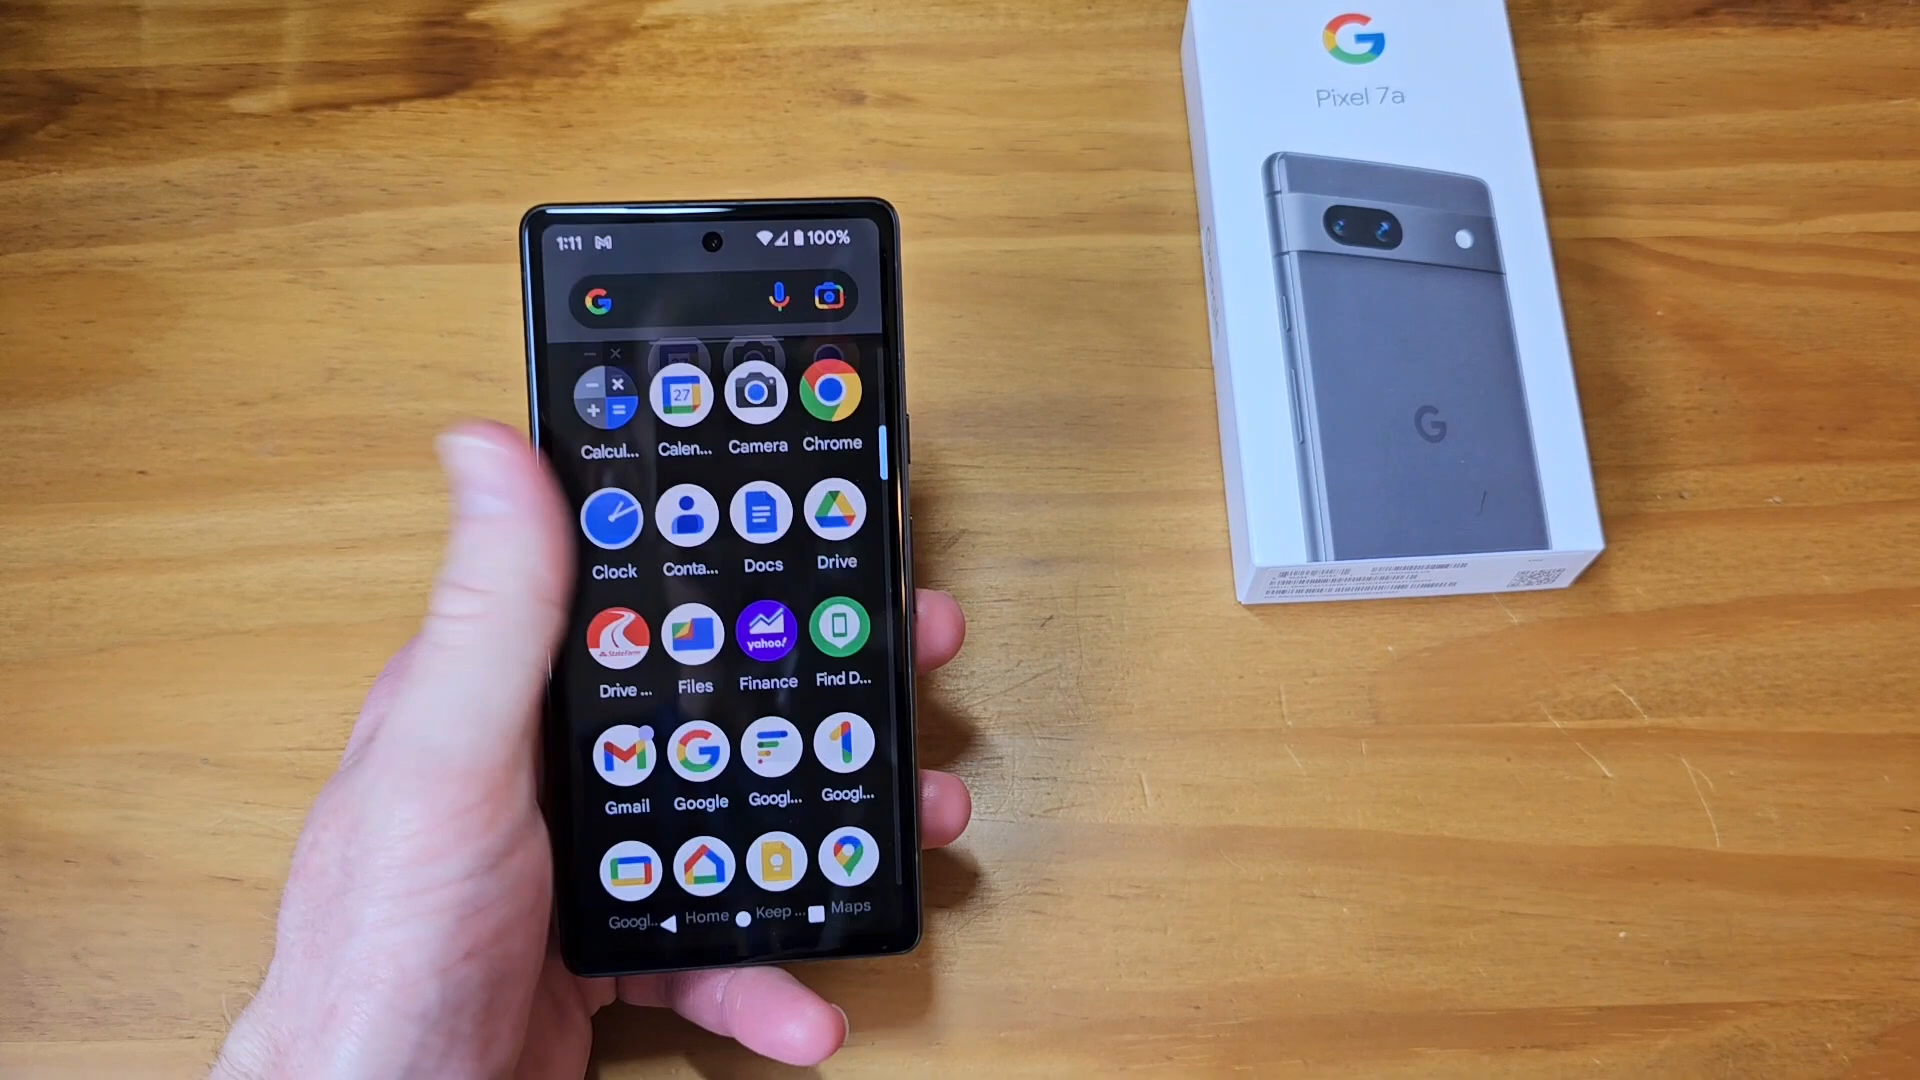 1:11
100%
27
Calcul...
Calen...
Camera
Chrome
Clock
Conta...
Docs
Drive
StateFarm
yahoo!
Drive ...
Files
Finance
Find D...
Gmail
Google
Googl...
Googl...
Googl...
Home
Keep ...
Maps
Pixel 7a